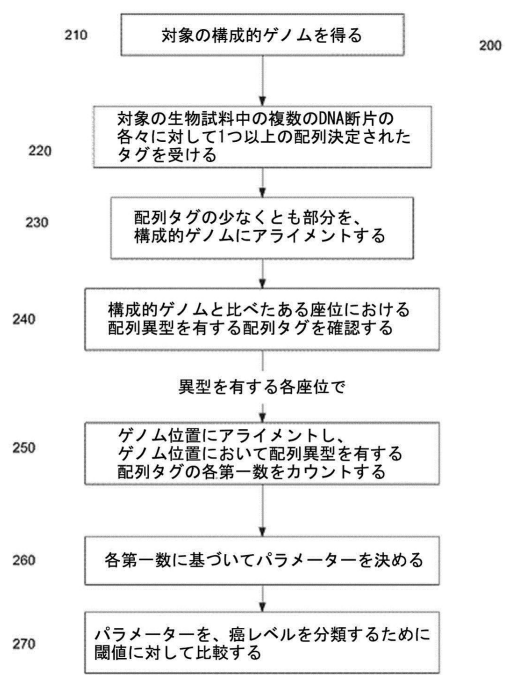 210
対象の構成的ゲノムを得る
200
対象の生物試料中の複数のDNA断片の
各々に対して1つ以上の配列決定された
タグを受ける
220
230
配列タグの少なくとも部分を、
構成的ゲノムにアライメントする
240
構成的ゲノムと比べたある座位における
配列異型を有する配列タグを確認する
異型を有する各座位で
250
ゲノム位置にアライメントし、
ゲノム位置において配列異型を有する
配列タグの各第一数をカウントする
260
各第一数に基づいてパラメーターを決める
270
パラメーターを、癌レベルを分類するために
閾値に対して比較する